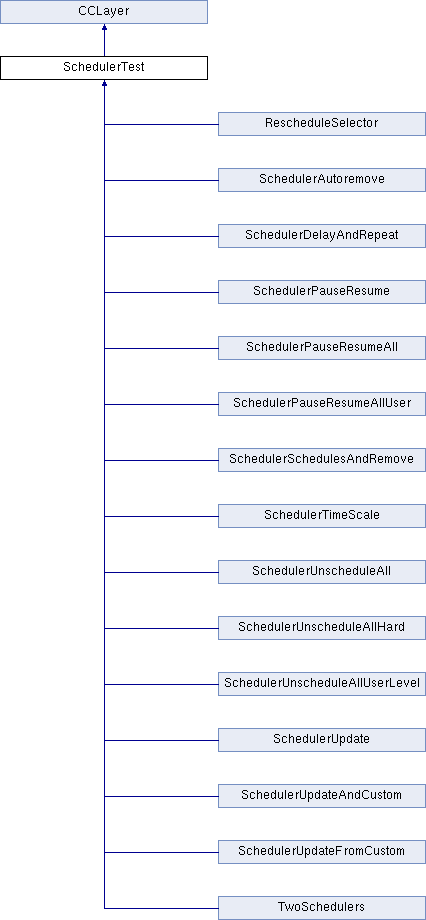 CCLayer
SchedulerTest
RescheduleSelector
SchedulerAutoremove
SchedulerDelayAndRepeat
SchedulerPauseResume
SchedulerPauseResumeAll
SchedulerPauseResumeAllUser
SchedulerSchedulesAndRemove
SchedulerTimeScale
SchedulerUnscheduleAll
SchedulerUnscheduleAllHard
SchedulerUnscheduleAllUserLevel
SchedulerUpdate
SchedulerUpdateAndCustom
SchedulerUpdateFromCustom
TwoSchedulers